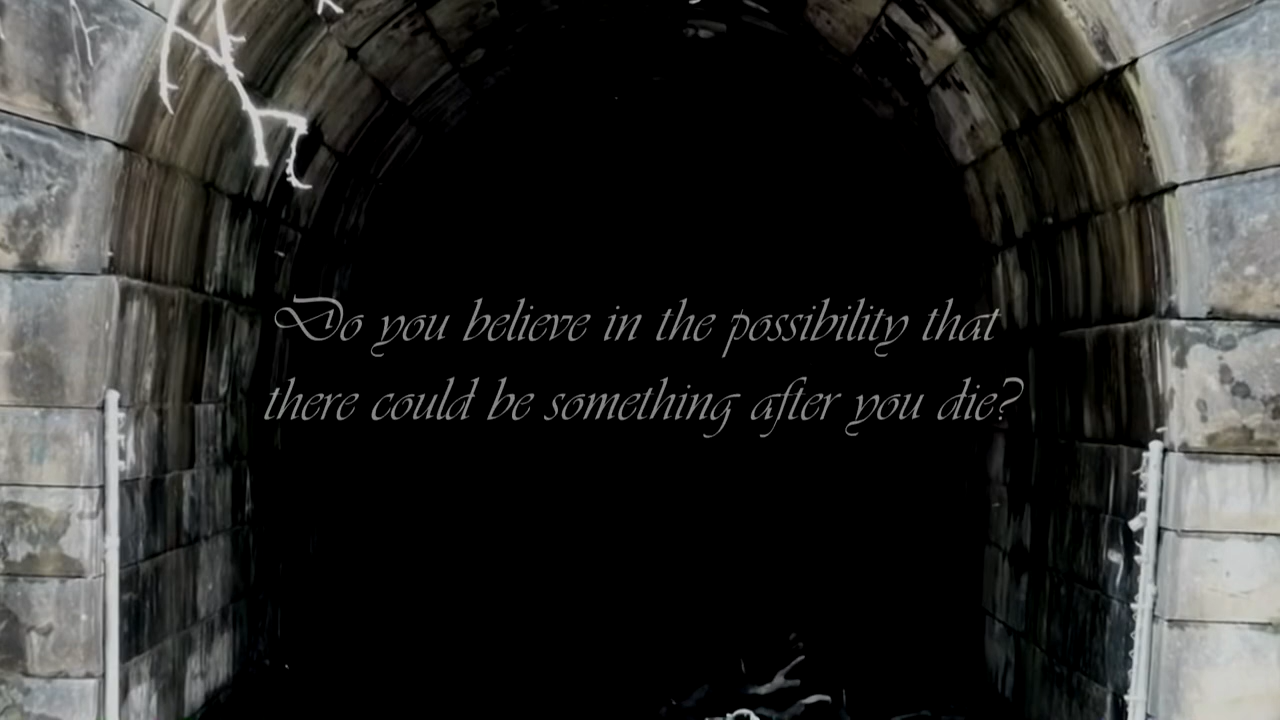 Do you believe in the possibility that
there could be something after you die?